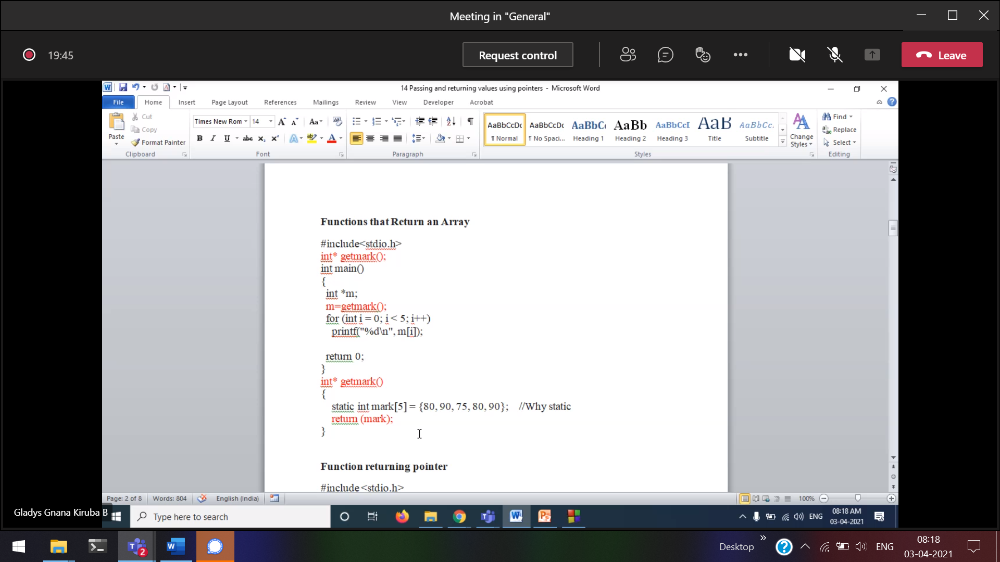 Meeting in "General"
19:45
Request control
Leave
14 Passing and returning values using pointers - Microsoft Word
File Home Insert Page Layout References Mailings Review View Developer Acrobat
Paste
Cut
Copy
Format Painter
Clipboard
Times New Rom 14
Font
Paragraph
AaBbCcDc AaBbCcDc AaBbC AaBb AaBbCcI AaB AaBbCc.
¶ Normal ¶ No Spaci... Heading 1 Heading 2 Heading 3 Title Subtitle
Styles
Change Styles
Find
Replace
Select
Editing
Functions that Return an Array
#include<stdio.h>
int* getmark();
int main()
{
int *m;
m=getmark();
for (int i = 0; i < 5; i++)
printf("%d\n", m[i]);
return 0;
}
int* getmark()
{
static int mark[5] = {80, 90, 75, 80, 90}; //Why static
return (mark);
}
Function returning pointer
#include<stdio.h>
Page: 2 of 8 Words: 804 English (India) 100%
Gladys Gnana Kiruba B
Type here to search
ENG
08:18 AM
03-04-2021
2
Desktop
ENG
08:18
03-04-2021